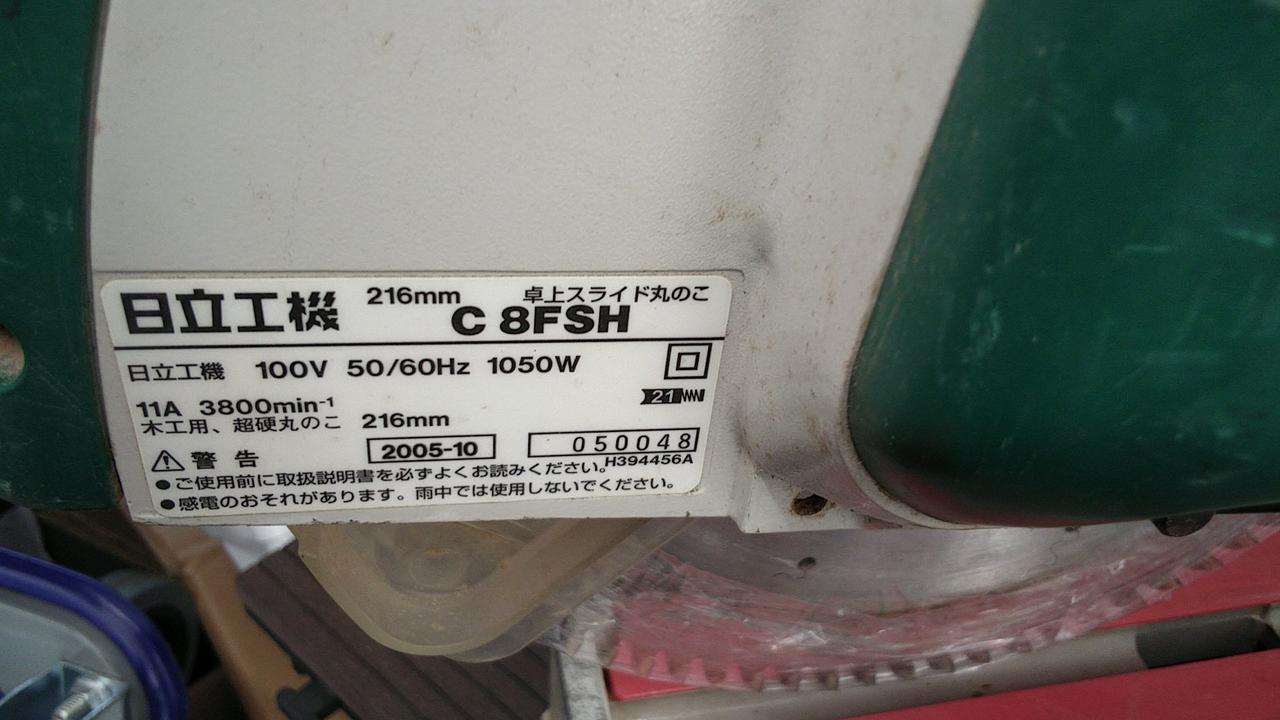 日立工機 216mm 卓上スライド丸のこ
C 8FSH
日立工機 100V 50/60Hz 1050W
21
11A 3800min⁻¹
木工用、超硬丸のこ 216mm
2005-10 050048
H394456A
⚠ 警告
●ご使用前に取扱説明書を必ずよくお読みください。
●感電のおそれがあります。雨中では使用しないでください。